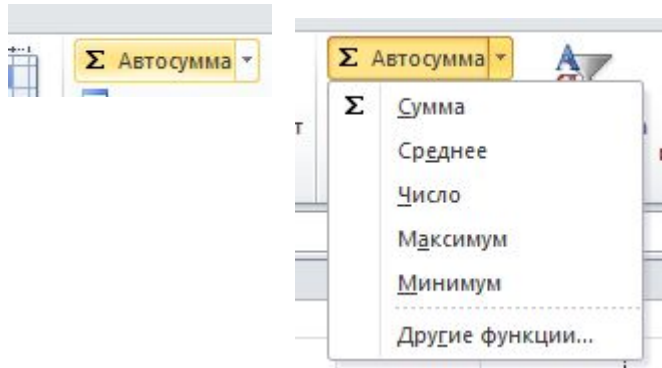 Σ Автосумма
Σ Автосумма
Σ Сумма
Среднее
Число
Максимум
Минимум
Другие функции...